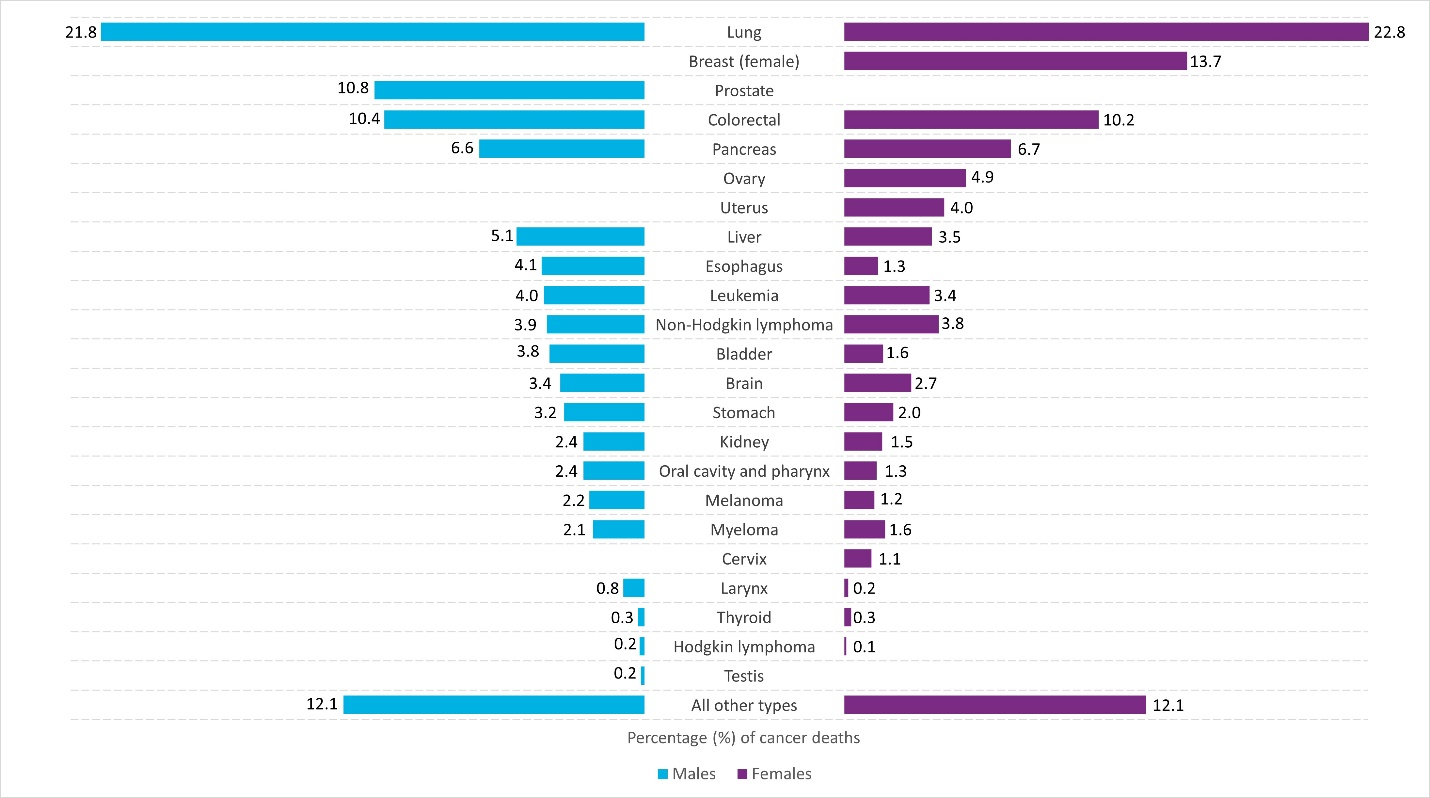 21.8 Lung 22.8
Breast (female) 13.7
10.8 Prostate
10.4 Colorectal 10.2
6.6 Pancreas 6.7
Ovary 4.9
Uterus 4.0
5.1 Liver 3.5
4.1 Esophagus 1.3
4.0 Leukemia 3.4
3.9 Non-Hodgkin lymphoma 3.8
3.8 Bladder 1.6
3.4 Brain 2.7
3.2 Stomach 2.0
2.4 Kidney 1.5
2.4 Oral cavity and pharynx 1.3
2.2 Melanoma 1.2
2.1 Myeloma 1.6
Cervix 1.1
0.8 Larynx 0.2
0.3 Thyroid 0.3
0.2 Hodgkin lymphoma 0.1
0.2 Testis
12.1 All other types 12.1
Percentage (%) of cancer deaths
Males Females